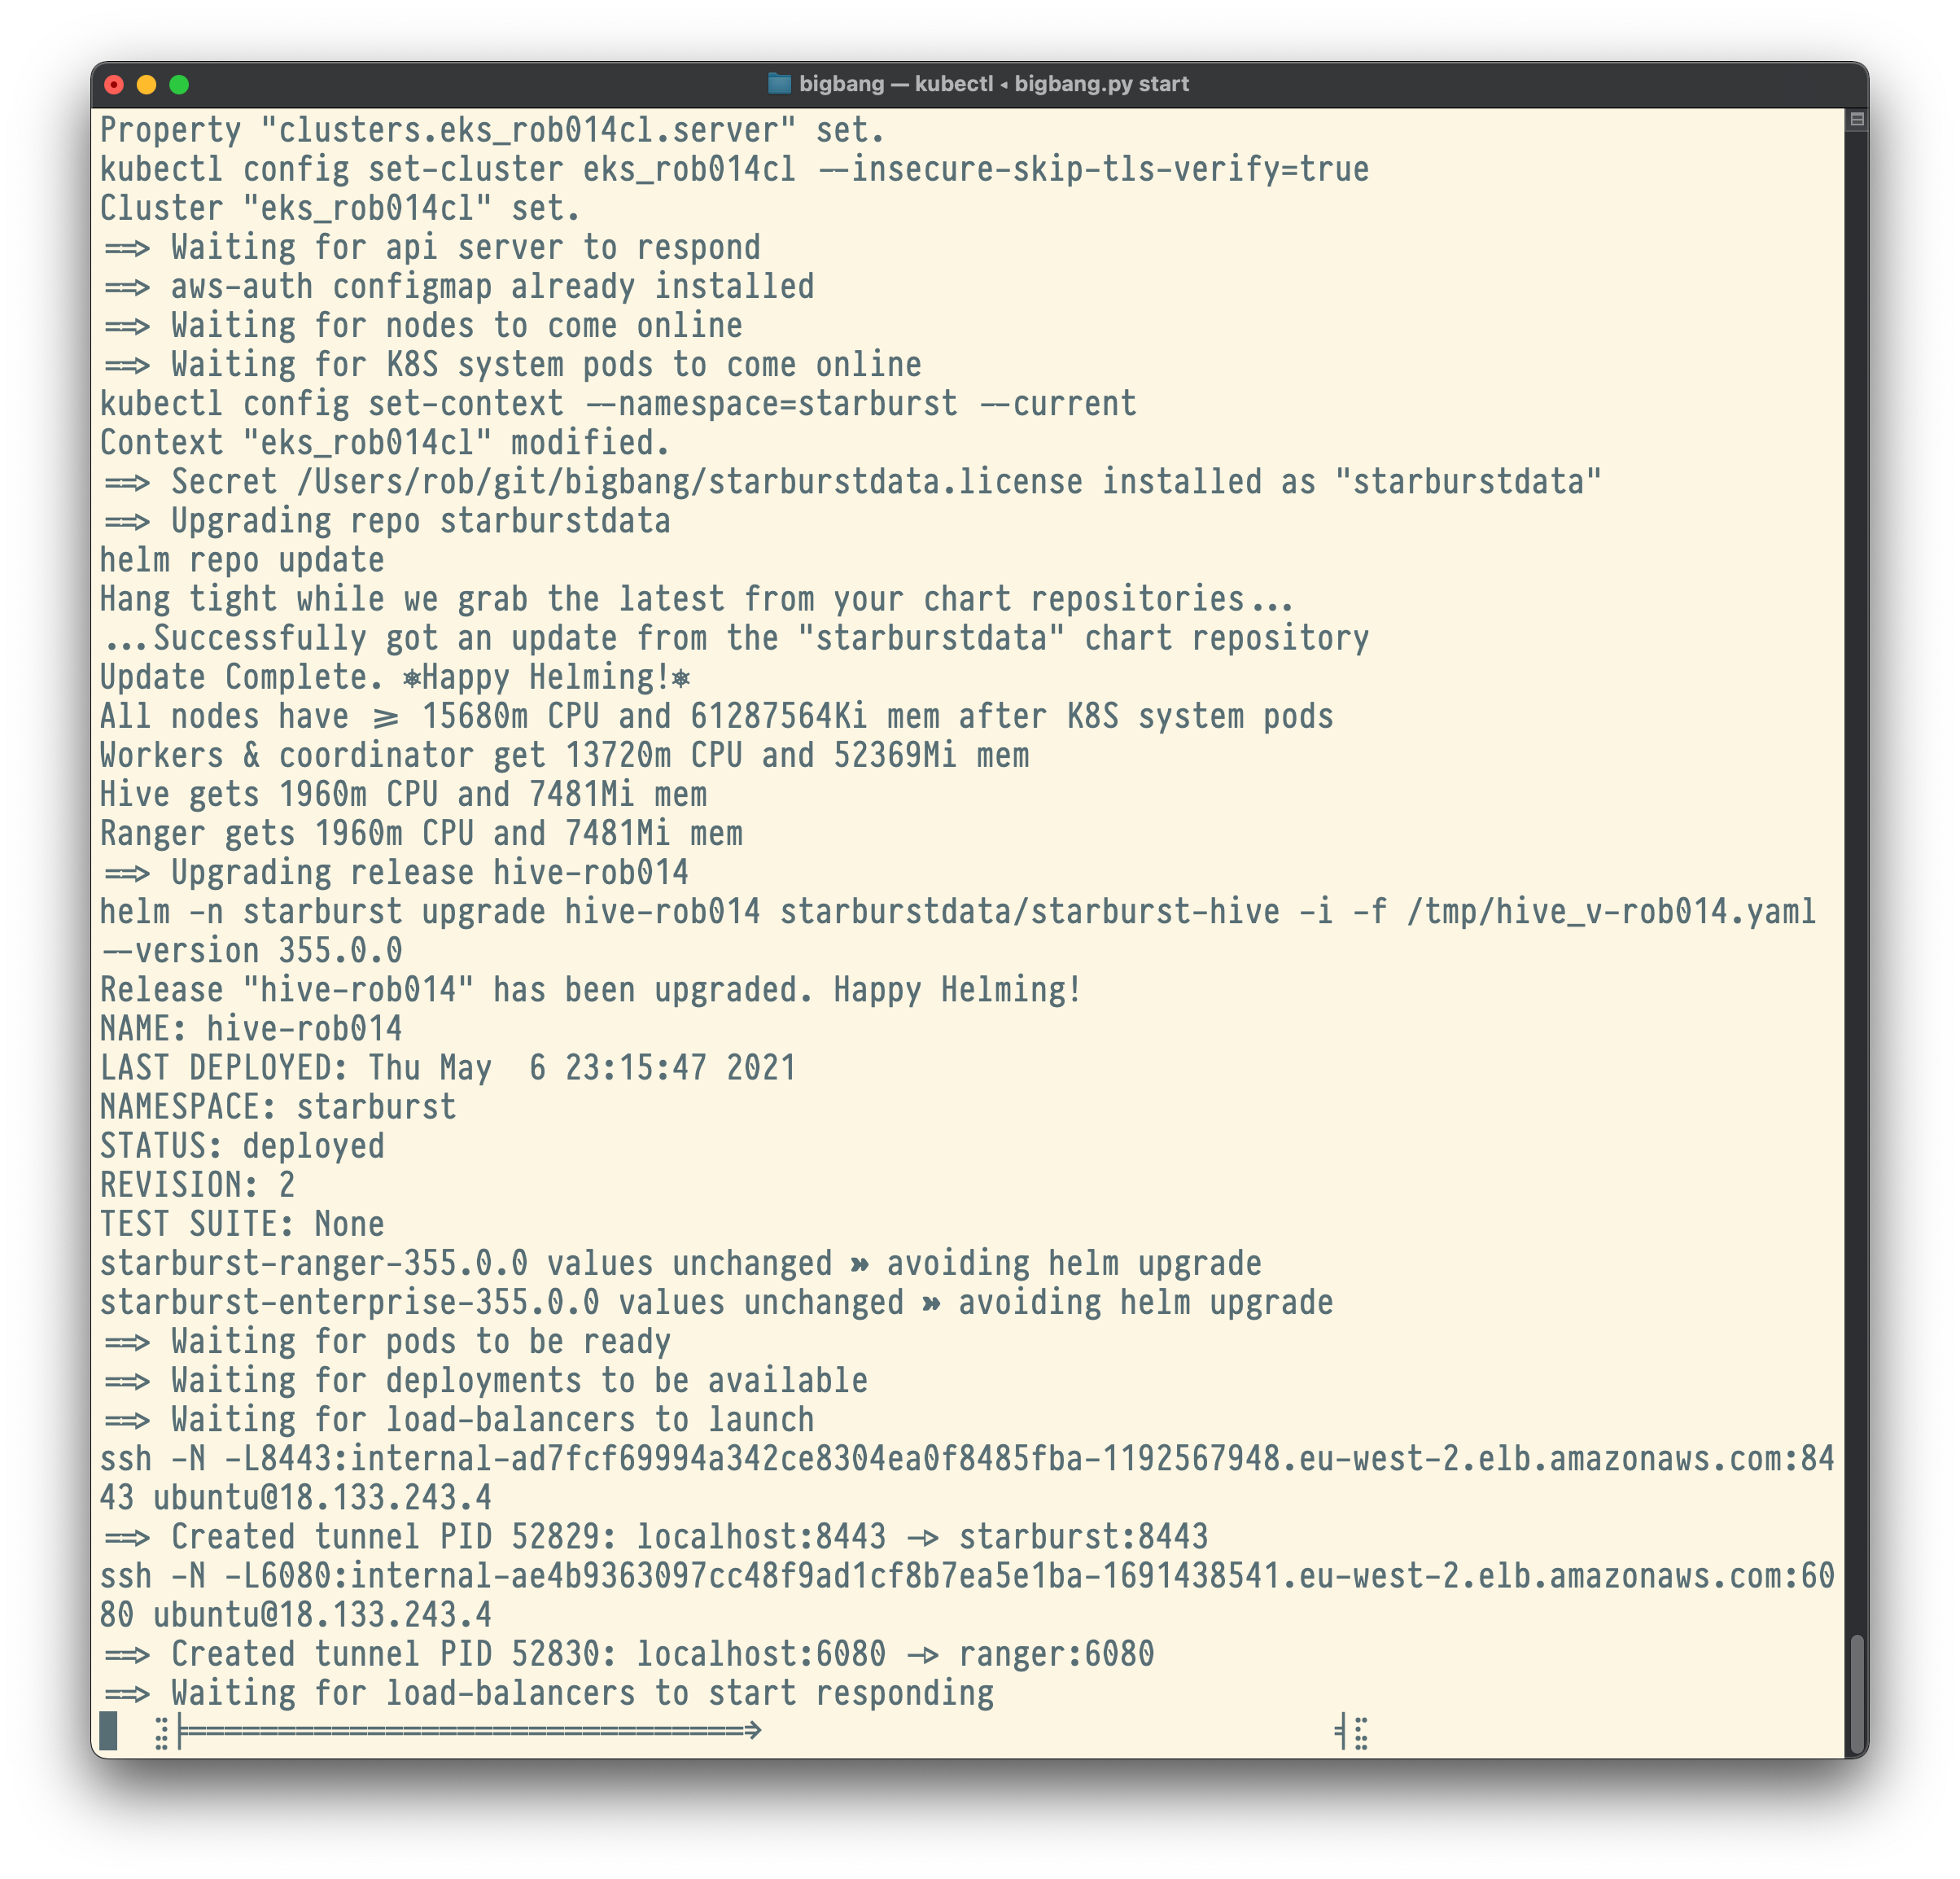 bigbang — kubectl ◂ bigbang.py start
Property "clusters.eks_rob014cl.server" set.
kubectl config set-cluster eks_rob014cl --insecure-skip-tls-verify=true
Cluster "eks_rob014cl" set.
==> Waiting for api server to respond
==> aws-auth configmap already installed
==> Waiting for nodes to come online
==> Waiting for K8S system pods to come online
kubectl config set-context --namespace=starburst --current
Context "eks_rob014cl" modified.
==> Secret /Users/rob/git/bigbang/starburstdata.license installed as "starburstdata"
==> Upgrading repo starburstdata
helm repo update
Hang tight while we grab the latest from your chart repositories...
...Successfully got an update from the "starburstdata" chart repository
Update Complete. ⎈Happy Helming!⎈
All nodes have >= 15680m CPU and 61287564Ki mem after K8S system pods
Workers & coordinator get 13720m CPU and 52369Mi mem
Hive gets 1960m CPU and 7481Mi mem
Ranger gets 1960m CPU and 7481Mi mem
==> Upgrading release hive-rob014
helm -n starburst upgrade hive-rob014 starburstdata/starburst-hive -i -f /tmp/hive_v-rob014.yaml
--version 355.0.0
Release "hive-rob014" has been upgraded. Happy Helming!
NAME: hive-rob014
LAST DEPLOYED: Thu May  6 23:15:47 2021
NAMESPACE: starburst
STATUS: deployed
REVISION: 2
TEST SUITE: None
starburst-ranger-355.0.0 values unchanged ➽ avoiding helm upgrade
starburst-enterprise-355.0.0 values unchanged ➽ avoiding helm upgrade
==> Waiting for pods to be ready
==> Waiting for deployments to be available
==> Waiting for load-balancers to launch
ssh -N -L8443:internal-ad7fcf69994a342ce8304ea0f8485fba-1192567948.eu-west-2.elb.amazonaws.com:84
43 ubuntu@18.133.243.4
==> Created tunnel PID 52829: localhost:8443 -> starburst:8443
ssh -N -L6080:internal-ae4b9363097cc48f9ad1cf8b7ea5e1ba-1691438541.eu-west-2.elb.amazonaws.com:60
80 ubuntu@18.133.243.4
==> Created tunnel PID 52830: localhost:6080 -> ranger:6080
==> Waiting for load-balancers to start responding